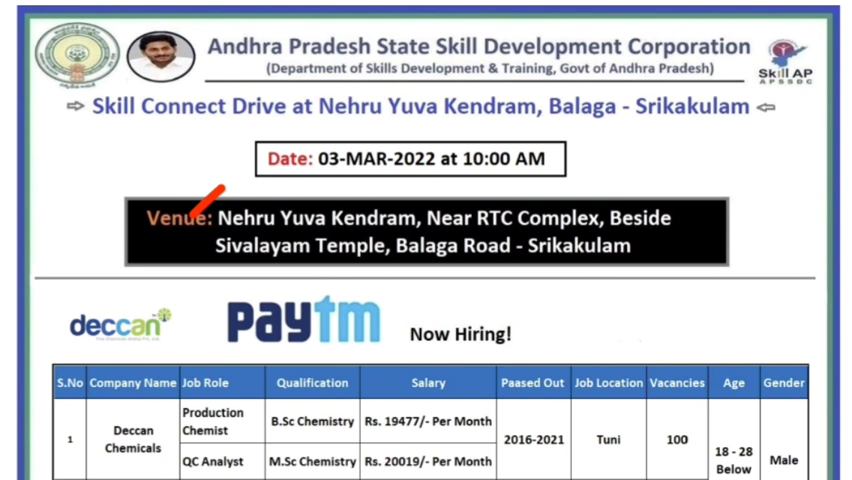 Andhra Pradesh State Skill Development Corporation
(Department of Skills Development & Training, Govt of Andhra Pradesh)
Skill AP
APSSDC
⇨ Skill Connect Drive at Nehru Yuva Kendram, Balaga - Srikakulam ⇦
Date: 03-MAR-2022 at 10:00 AM
Venue: Nehru Yuva Kendram, Near RTC Complex, Beside
Sivalayam Temple, Balaga Road - Srikakulam
deccan
paytm
Now Hiring!
S.No Company Name Job Role Qualification Salary Paased Out Job Location Vacancies Age Gender
1 Deccan Chemicals Production Chemist B.Sc Chemistry Rs. 19477/- Per Month 2016-2021 Tuni 100 18 - 28 Below Male
QC Analyst M.Sc Chemistry Rs. 20019/- Per Month